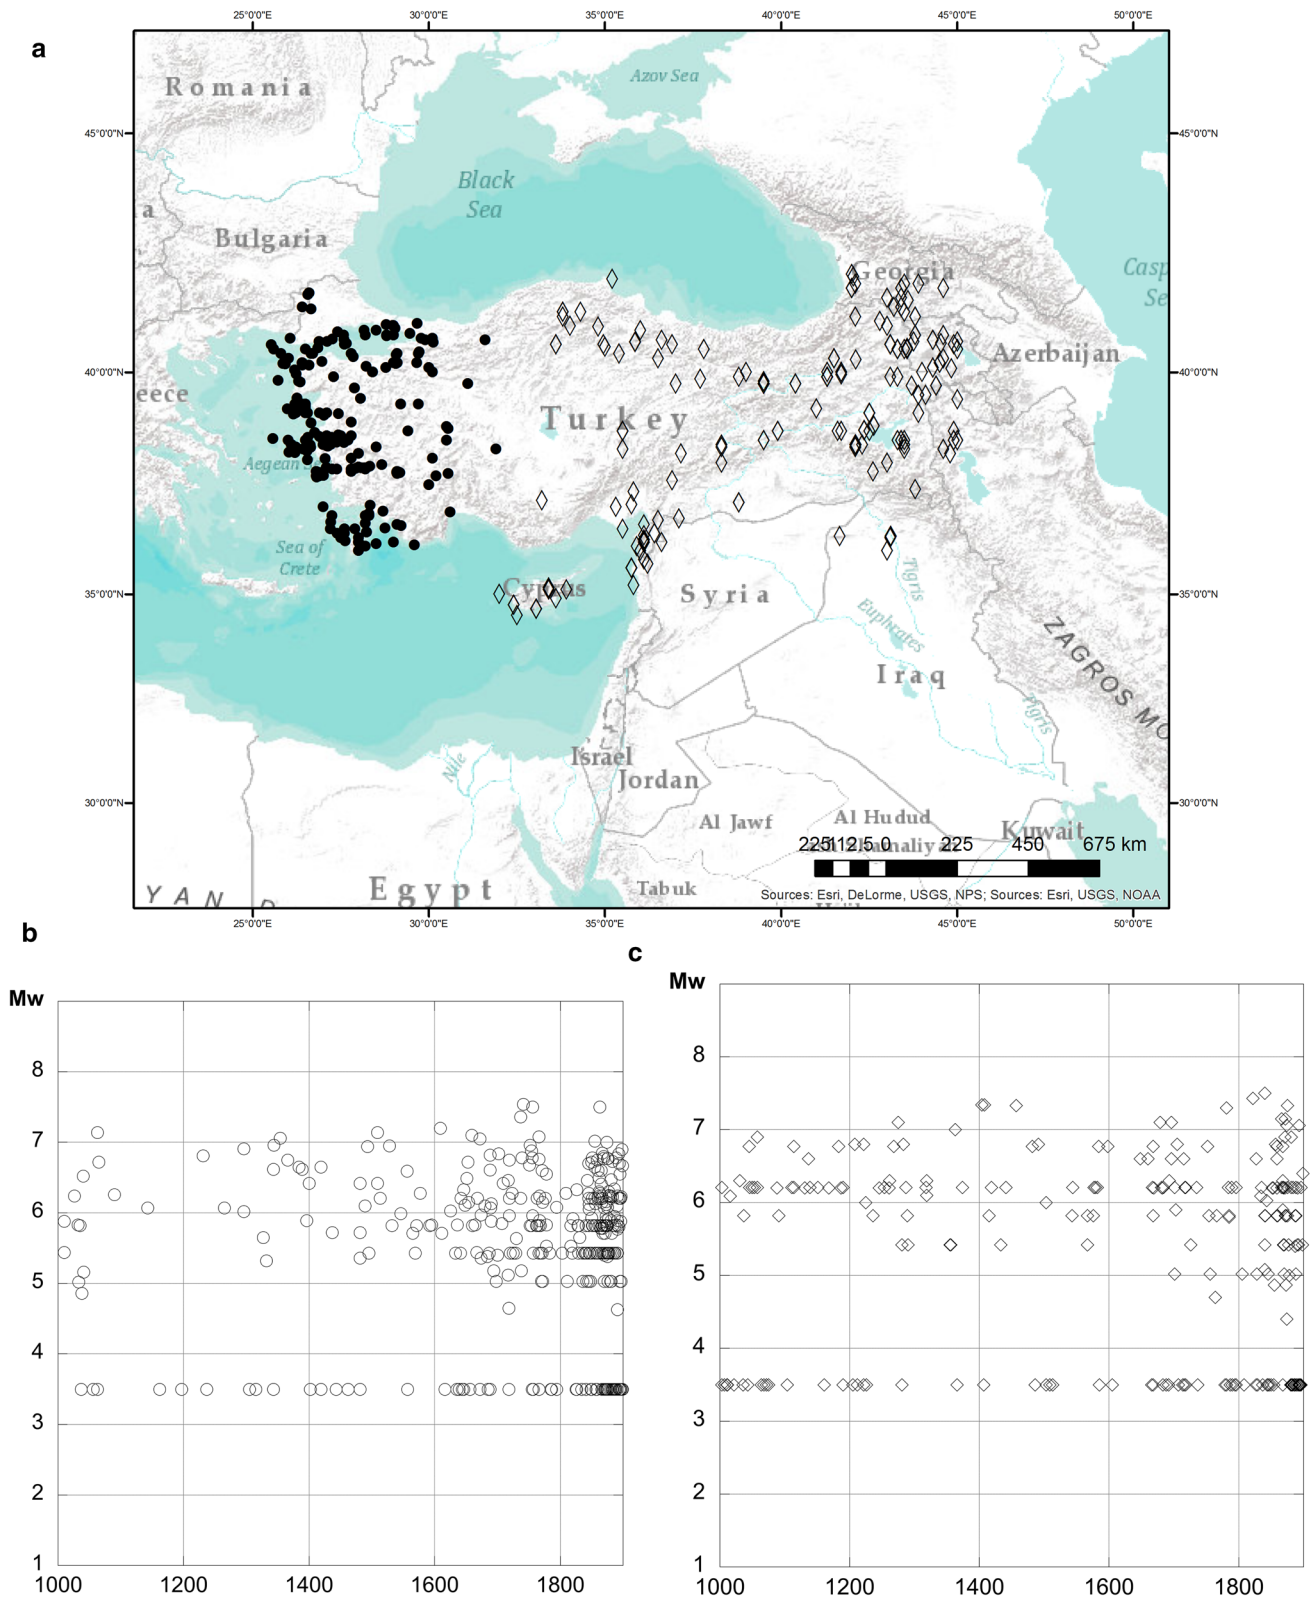 a
25°0'0"E 30°0'0"E 35°0'0"E 40°0'0"E 45°0'0"E 50°0'0"E
Azov Sea
Romania
45°0'0"N 45°0'0"N
Black
Sea
a
Bulgaria
Georgia
Casp
Se
Azerbaijan
40°0'0"N 40°0'0"N
eece
Turkey
Aegean S
Sea of
Crete
Cyprus
Syria
Tigris
35°0'0"N 35°0'0"N
Euphrates
ZAGROS MO
Iraq
Tigris
Israel
Nile
Jordan
30°0'0"N 30°0'0"N
Al Jawf
Al Hudud
Kuwait
225 112.5 0 225 450 675 km
Egypt
Tabuk
YAN D
Sources: Esri, DeLorme, USGS, NPS; Sources: Esri, USGS, NOAA
25°0'0"E 30°0'0"E 35°0'0"E 40°0'0"E 45°0'0"E 50°0'0"E
b
Mw
8
7
6
5
4
3
2
1
1000 1200 1400 1600 1800
c
Mw
8
7
6
5
4
3
2
1
1000 1200 1400 1600 1800